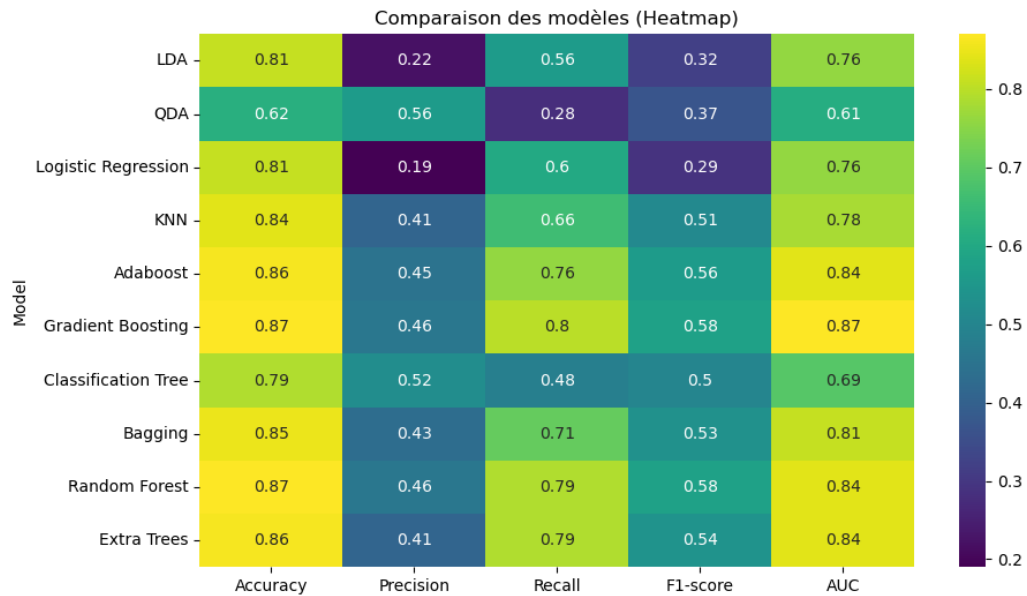 Comparaison des modèles (Heatmap)
Model
LDA 0.81 0.22 0.56 0.32 0.76
QDA 0.62 0.56 0.28 0.37 0.61
Logistic Regression 0.81 0.19 0.6 0.29 0.76
KNN 0.84 0.41 0.66 0.51 0.78
Adaboost 0.86 0.45 0.76 0.56 0.84
Gradient Boosting 0.87 0.46 0.8 0.58 0.87
Classification Tree 0.79 0.52 0.48 0.5 0.69
Bagging 0.85 0.43 0.71 0.53 0.81
Random Forest 0.87 0.46 0.79 0.58 0.84
Extra Trees 0.86 0.41 0.79 0.54 0.84
Accuracy Precision Recall F1-score AUC
0.8
0.7
0.6
0.5
0.4
0.3
0.2